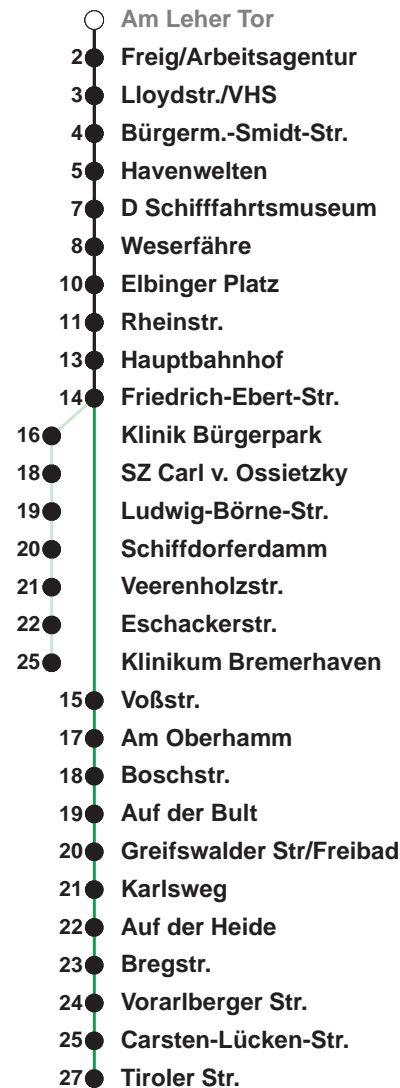 Am Leher Tor
2 Freig/Arbeitsagentur
3 Lloydstr./VHS
4 Bürgerm.-Smidt-Str.
5 Havenwelten
7 D Schifffahrtsmuseum
8 Weserfähre
10 Elbinger Platz
11 Rheinstr.
13 Hauptbahnhof
14 Friedrich-Ebert-Str.
16 Klinik Bürgerpark
18 SZ Carl v. Ossietzky
19 Ludwig-Börne-Str.
20 Schiffdorferdamm
21 Veerenholzstr.
22 Eschackerstr.
25 Klinikum Bremerhaven
15 Voßstr.
17 Am Oberhamm
18 Boschstr.
19 Auf der Bult
20 Greifswalder Str/Freibad
21 Karlsweg
22 Auf der Heide
23 Bregstr.
24 Vorarlberger Str.
25 Carsten-Lücken-Str.
27 Tiroler Str.